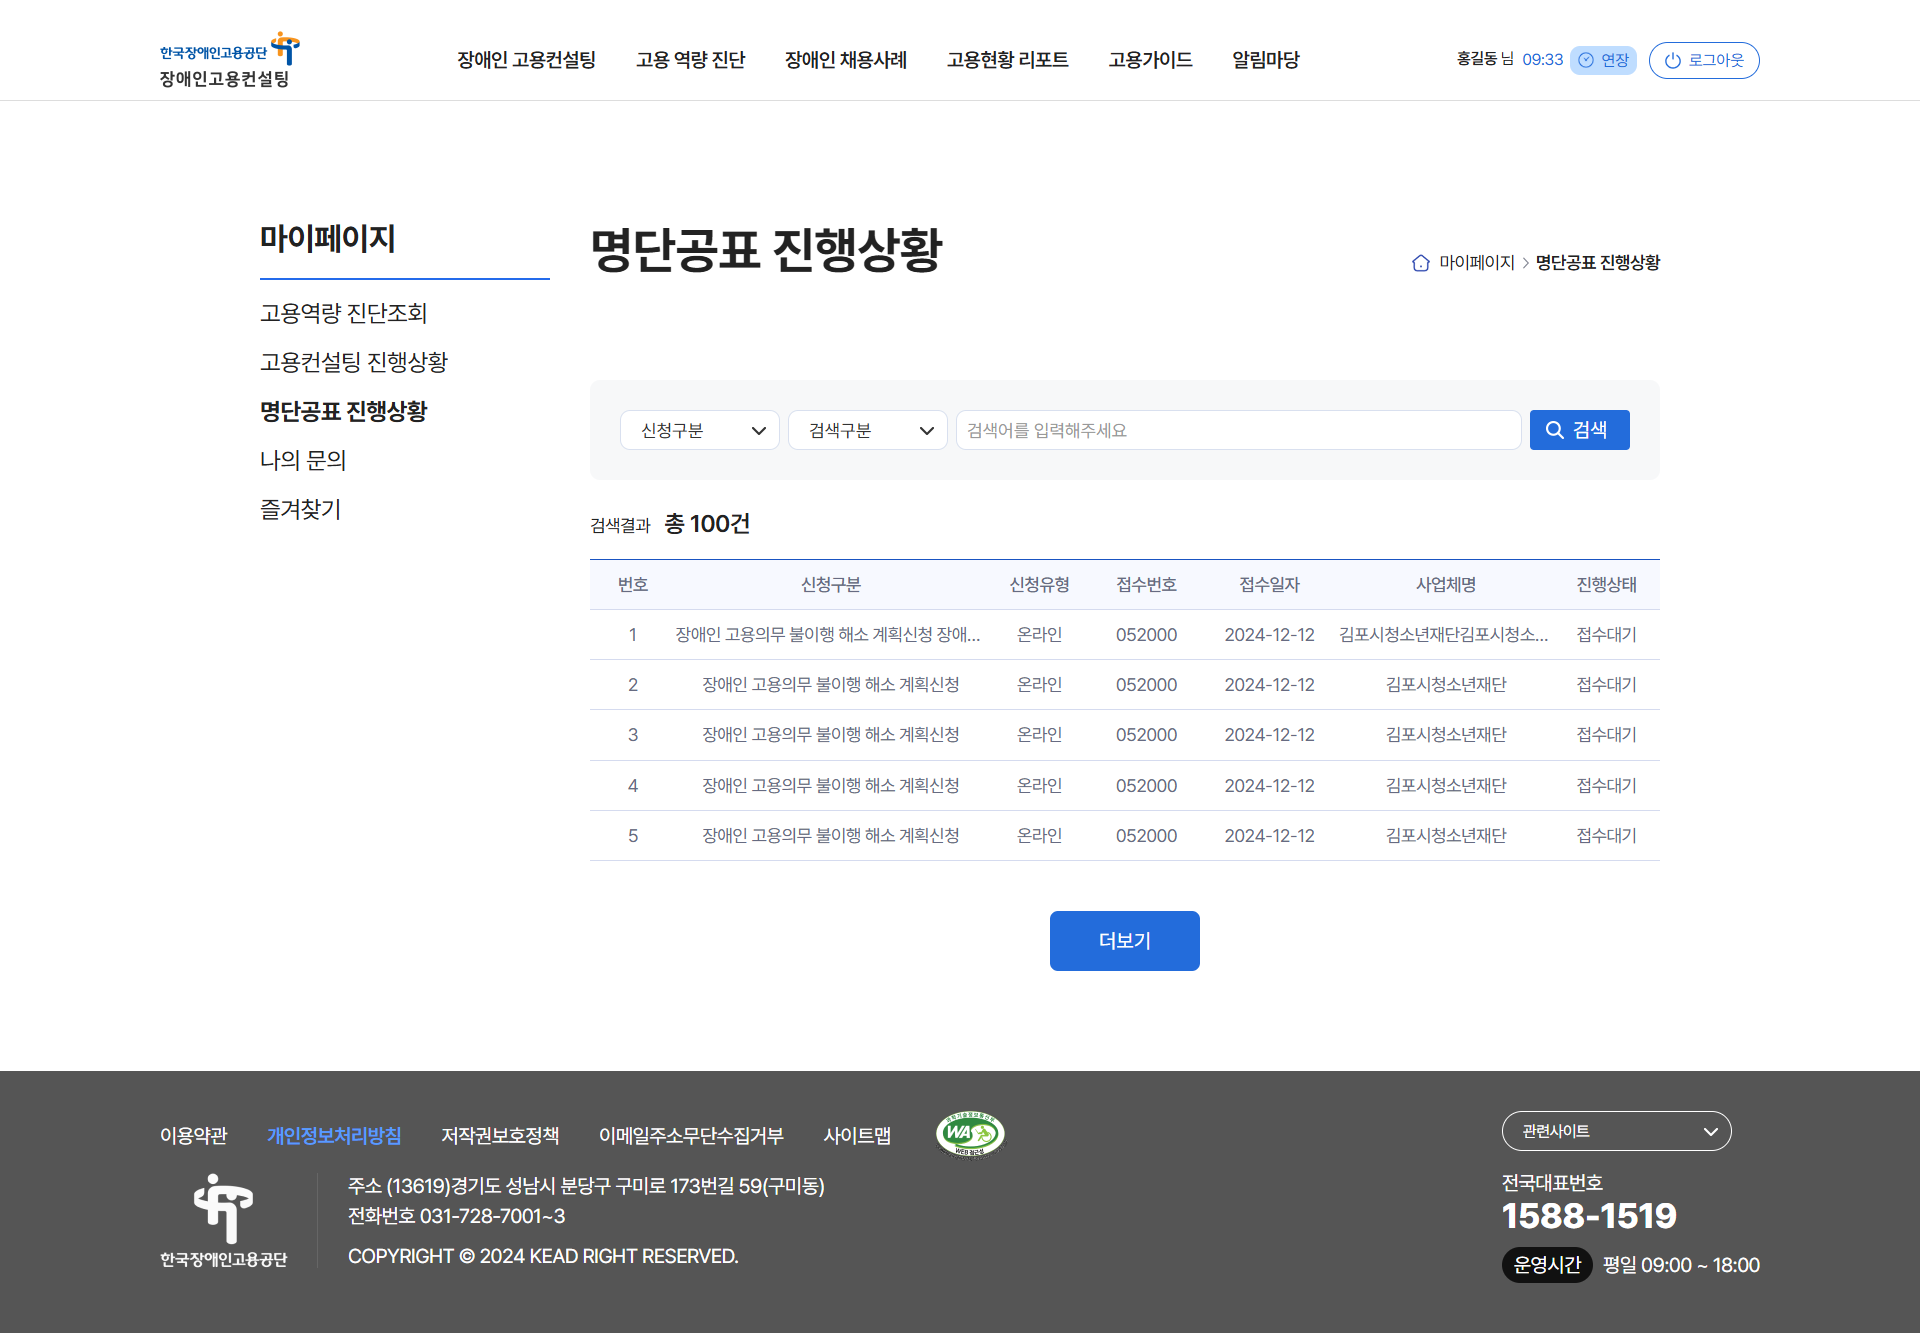 한국장애인고용공단
장애인고용컨설팅
장애인 고용컨설팅 고용 역량 진단 장애인 채용사례 고용현황 리포트 고용가이드 알림마당
홍길동 님 09:33 연장 로그아웃
마이페이지
고용역량 진단조회
고용컨설팅 진행상황
명단공표 진행상황
나의 문의
즐겨찾기
명단공표 진행상황
마이페이지 > 명단공표 진행상황
신청구분 검색구분 검색어를 입력해주세요 검색
검색결과 총 100건
번호 신청구분 신청유형 접수번호 접수일자 사업체명 진행상태
1 장애인 고용의무 불이행 해소 계획신청 장애... 온라인 052000 2024-12-12 김포시청소년재단김포시청소... 접수대기
2 장애인 고용의무 불이행 해소 계획신청 온라인 052000 2024-12-12 김포시청소년재단 접수대기
3 장애인 고용의무 불이행 해소 계획신청 온라인 052000 2024-12-12 김포시청소년재단 접수대기
4 장애인 고용의무 불이행 해소 계획신청 온라인 052000 2024-12-12 김포시청소년재단 접수대기
5 장애인 고용의무 불이행 해소 계획신청 온라인 052000 2024-12-12 김포시청소년재단 접수대기
더보기
이용약관 개인정보처리방침 저작권보호정책 이메일주소무단수집거부 사이트맵
WA
WEB 접근성
한국장애인고용공단
주소 (13619)경기도 성남시 분당구 구미로 173번길 59(구미동)
전화번호 031-728-7001~3
COPYRIGHT © 2024 KEAD RIGHT RESERVED.
관련사이트
전국대표번호
1588-1519
운영시간 평일 09:00 ~ 18:00